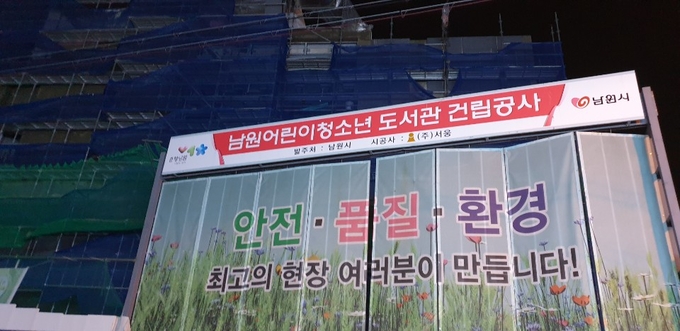 남원어린이청소년 도서관 건립공사
남원시
발주처 : 남원시 시공사 : (주)서웅
안전·품질·환경
최고의 현장 여러분이 만듭니다!